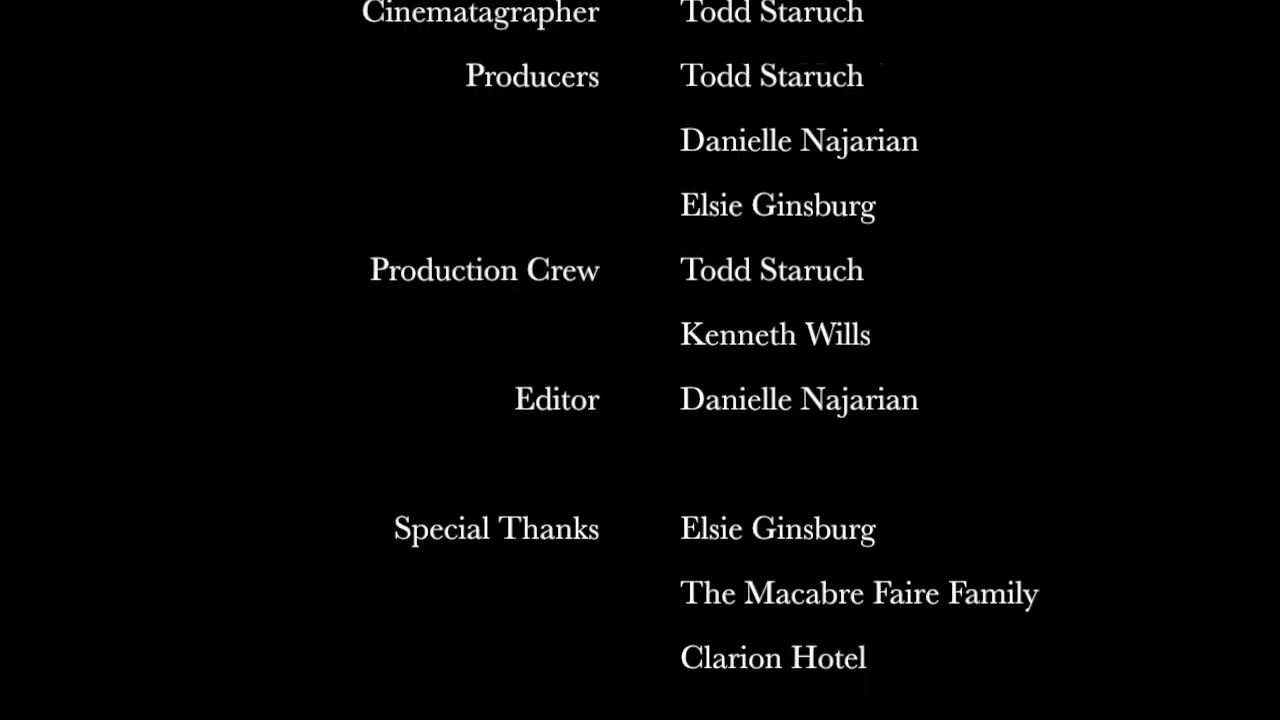 Cinematagrapher Todd Staruch
Producers Todd Staruch
Danielle Najarian
Elsie Ginsburg
Production Crew Todd Staruch
Kenneth Wills
Editor Danielle Najarian
Special Thanks Elsie Ginsburg
The Macabre Faire Family
Clarion Hotel